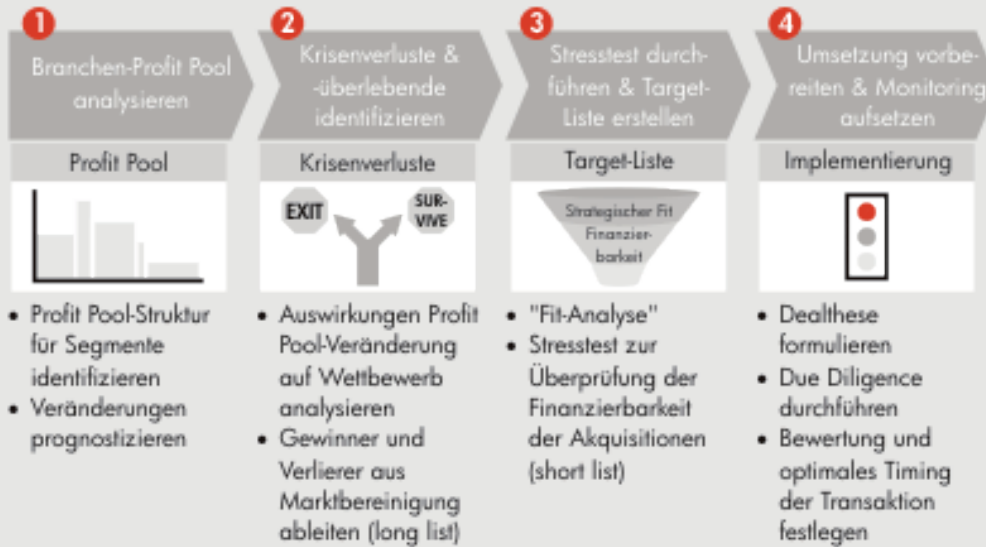 1
Branchen-Profit Pool
analysieren
Profit Pool
• Profit Pool-Struktur
für Segmente
identifizieren
• Veränderungen
prognostizieren
2
Krisenverluste &
-überlebende
identifizieren
Krisenverluste
EXIT
SUR-
VIVE
• Auswirkungen Profit
Pool-Veränderung
auf Wettbewerb
analysieren
• Gewinner und
Verlierer aus
Marktbereinigung
ableiten (long list)
3
Stresstest durch-
führen & Target-
Liste erstellen
Target-Liste
Strategischer Fit
Finanzier-
barkeit
• "Fit-Analyse"
• Stresstest zur
Überprüfung der
Finanzierbarkeit
der Akquisitionen
(short list)
4
Umsetzung vorbe-
reiten & Monitoring
aufsetzen
Implementierung
• Dealthese
formulieren
• Due Diligence
durchführen
• Bewertung und
optimales Timing
der Transaktion
festlegen